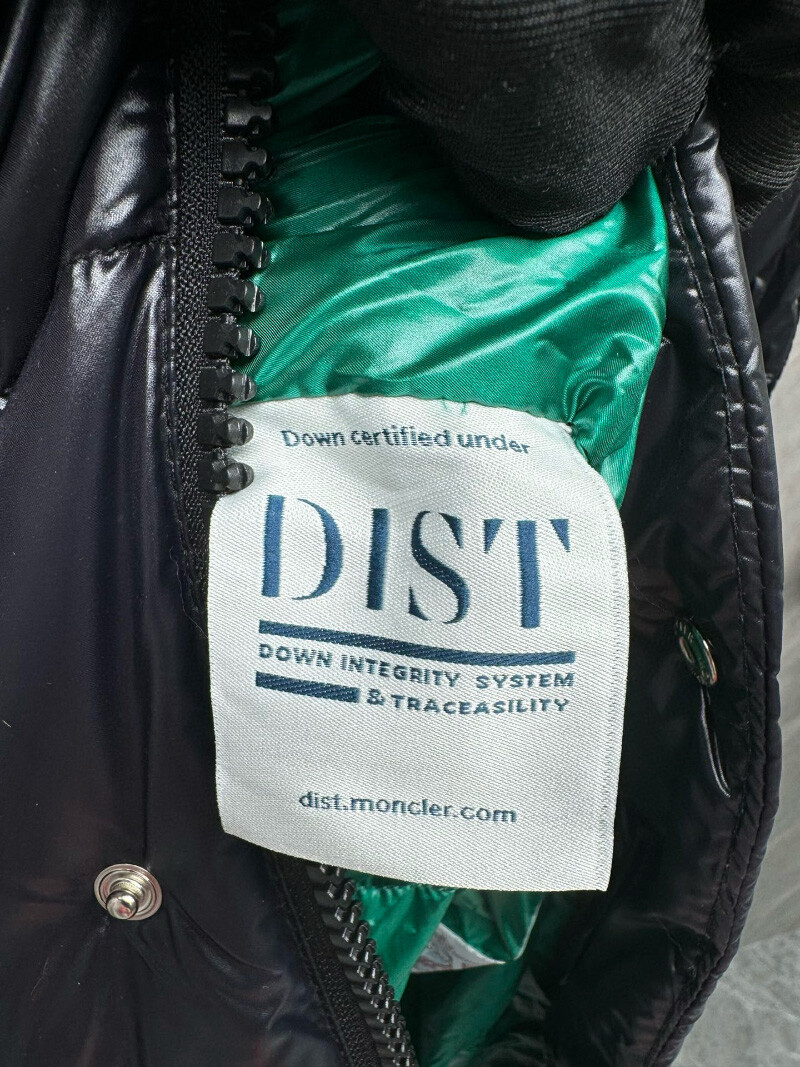 Down certified under
DIST
DOWN INTEGRITY SYSTEM
& TRACEASILITY
dist.moncler.com